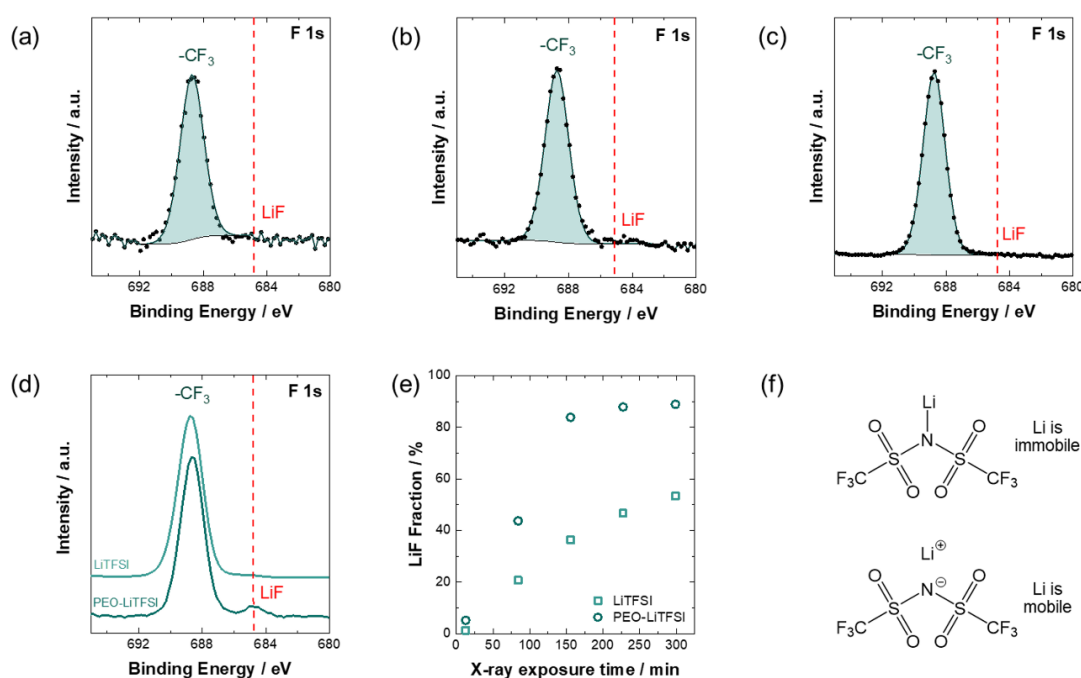 (a)
F 1s
-CF₃
LiF
Intensity / a.u.
692
688
684
680
Binding Energy / eV
(b)
F 1s
-CF₃
LiF
Intensity / a.u.
692
688
684
680
Binding Energy / eV
(c)
F 1s
-CF₃
LiF
Intensity / a.u.
692
688
684
680
Binding Energy / eV
(d)
F 1s
-CF₃
LiTFSI
LiF
PEO-LiTFSI
Intensity / a.u.
692
688
684
680
Binding Energy / eV
(e)
100
80
60
40
20
0
LiF Fraction / %
LiTFSI
PEO-LiTFSI
0
50
100
150
200
250
300
350
X-ray exposure time / min
(f)
Li
O
N
O
S
S
F₃C
O
O
CF₃
Li is
immobile
Li⊕
O
N
⊖
O
S
S
F₃C
O
O
CF₃
Li is
mobile